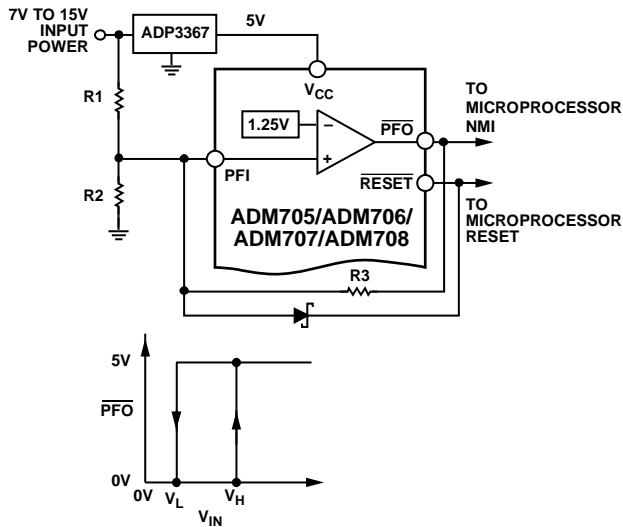 7V TO 15V
INPUT
POWER
ADP3367
5V
VCC
R1
1.25V
−
+
PFO
TO
MICROPROCESSOR
NMI
PFI
RESET
R2
TO
MICROPROCESSOR
RESET
ADM705/ADM706/
ADM707/ADM708
R3
5V
PFO
0V
0V
VL
VH
VIN